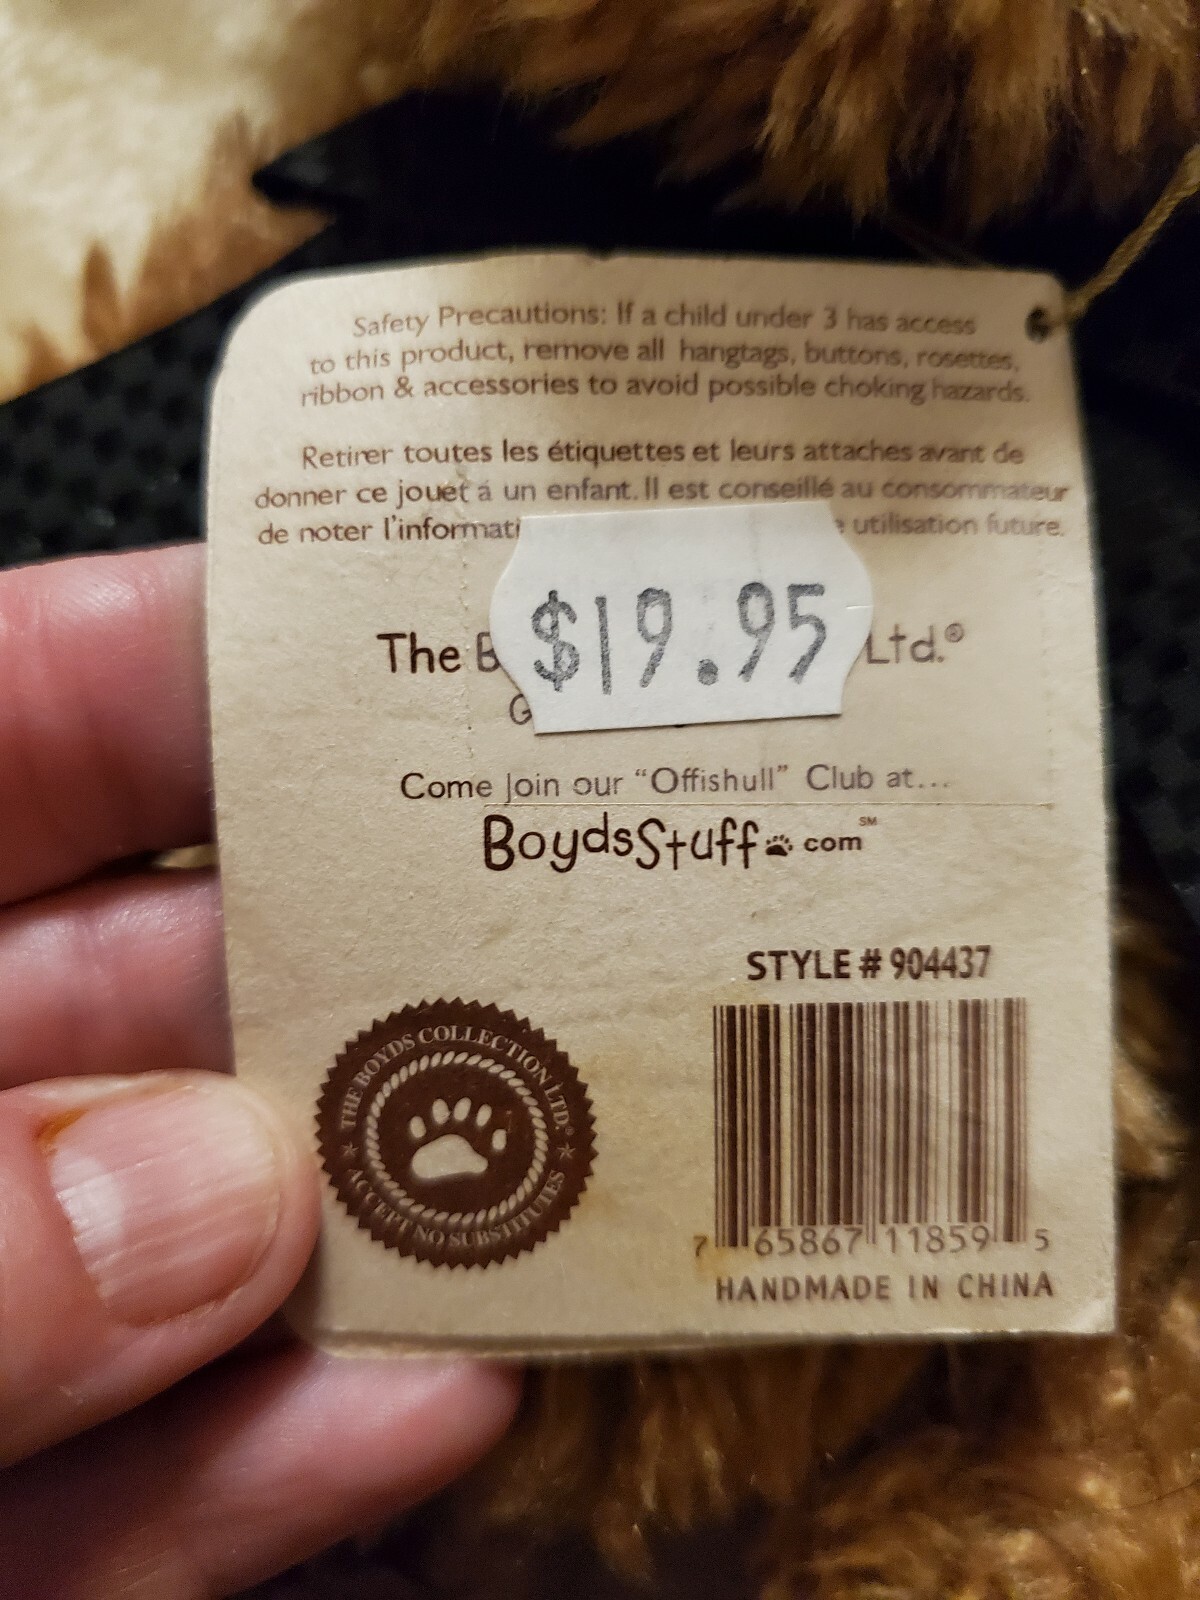 Safety Precautions: If a child under 3 has access
to this product, remove all hangtags, buttons, rosettes,
ribbon & accessories to avoid possible choking hazards.
Retirer toutes les étiquettes et leurs attaches avant de
donner ce jouet á un enfant. Il est conseillé au consommateur
de noter l'informati utilisation future.
$19.95
The B Ltd.®
G
Come Join our "Offishull" Club at...
BoydsStuff com℠
STYLE # 904437
THE BOYDS COLLECTION LTD.®
ACCEPT NO SUBSTITUTES
7 65867 11859 5
HANDMADE IN CHINA